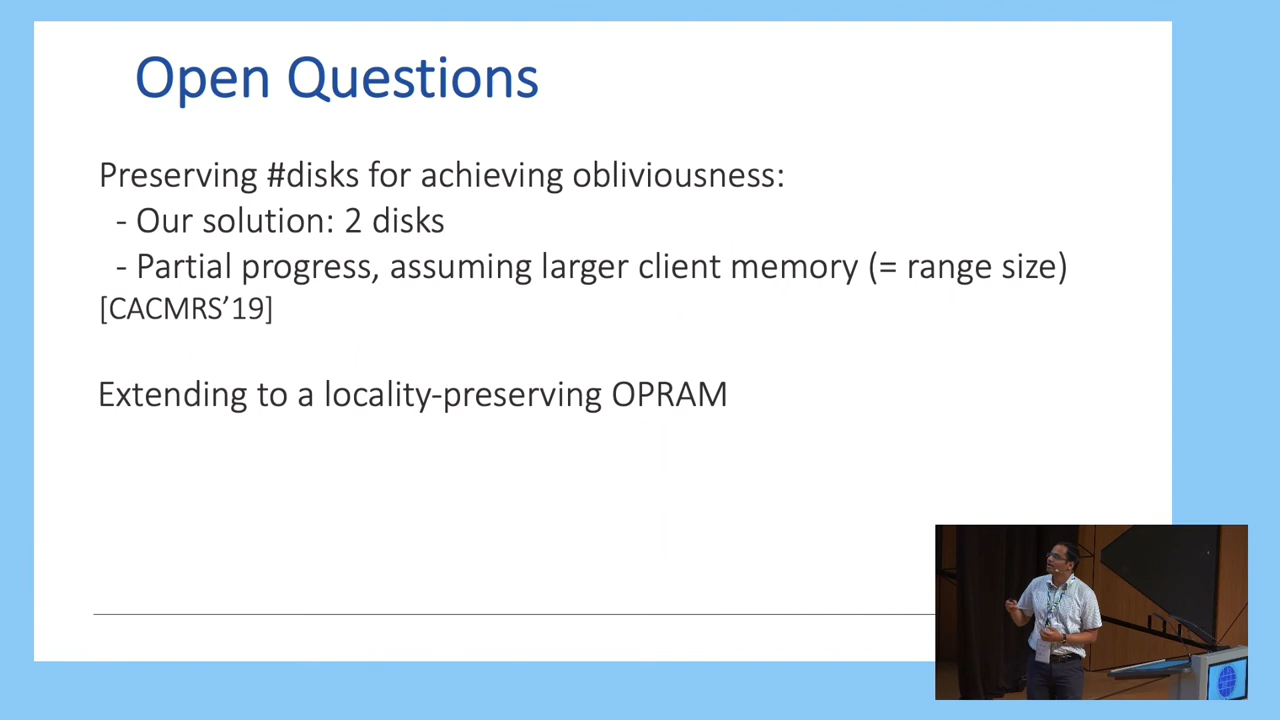 Open Questions
Preserving #disks for achieving obliviousness:
- Our solution: 2 disks
- Partial progress, assuming larger client memory (= range size)
[CACMRS’19]
Extending to a locality-preserving OPRAM